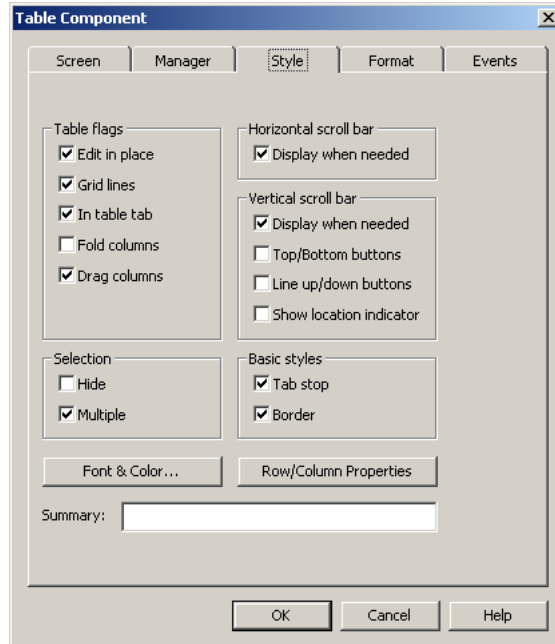 Table Component
Screen Manager Style Format Events
Table flags
Edit in place
Grid lines
In table tab
Fold columns
Drag columns
Horizontal scroll bar
Display when needed
Vertical scroll bar
Display when needed
Top/Bottom buttons
Line up/down buttons
Show location indicator
Selection
Hide
Multiple
Basic styles
Tab stop
Border
Font & Color...
Row/Column Properties
Summary:
OK Cancel Help